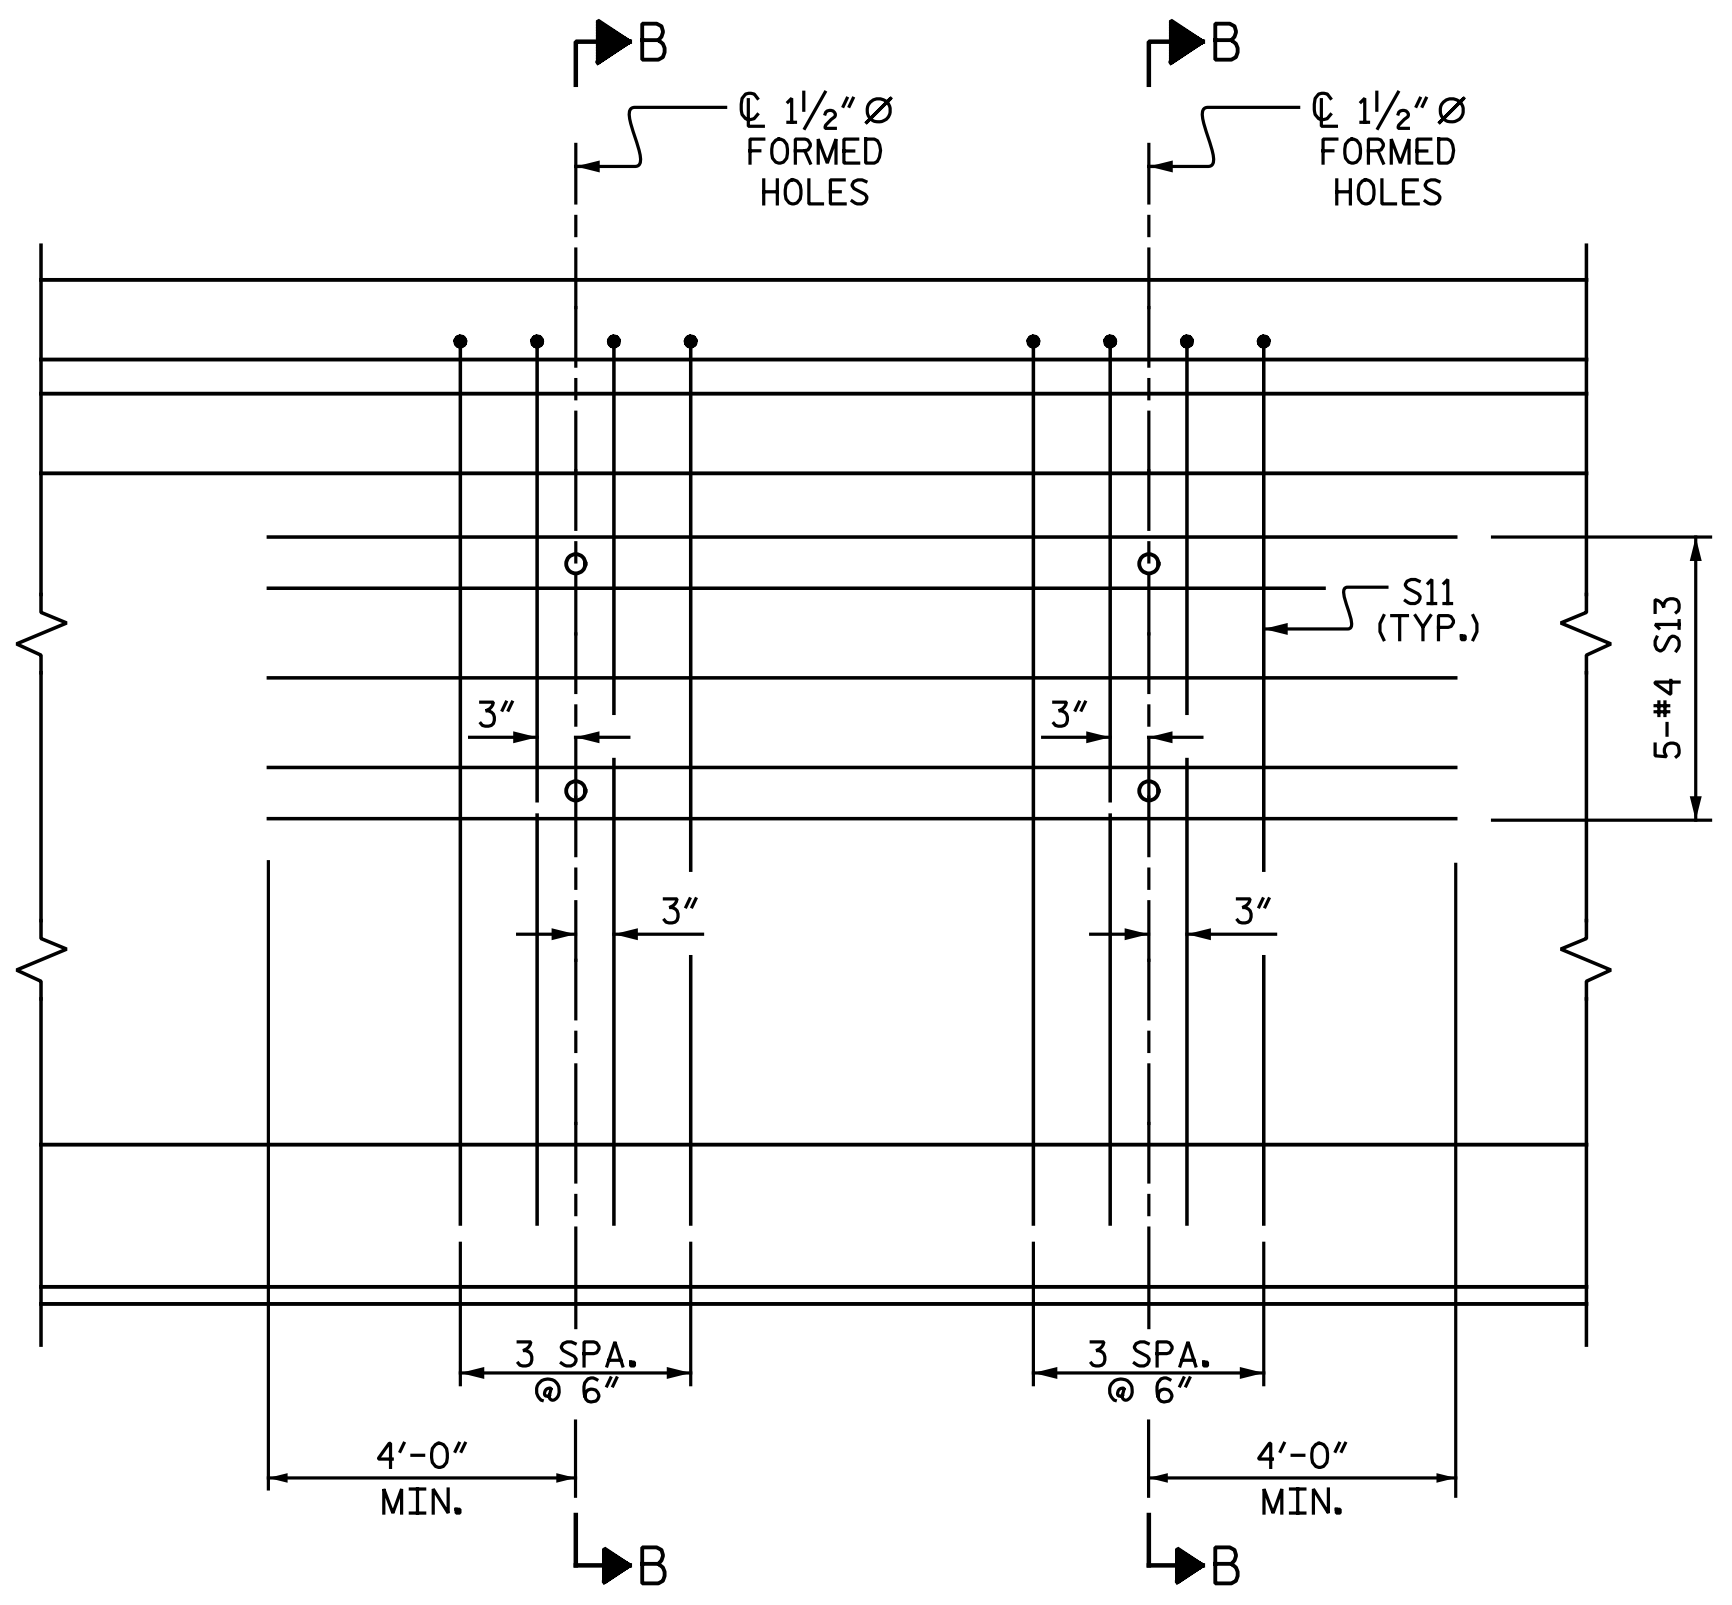 B
B
℄ 1½"Ø
FORMED
HOLES
℄ 1½"Ø
FORMED
HOLES
S11
(TYP.)
5-#4 S13
3"
3"
3"
3"
3 SPA.
@ 6"
3 SPA.
@ 6"
4'-0"
MIN.
4'-0"
MIN.
B
B